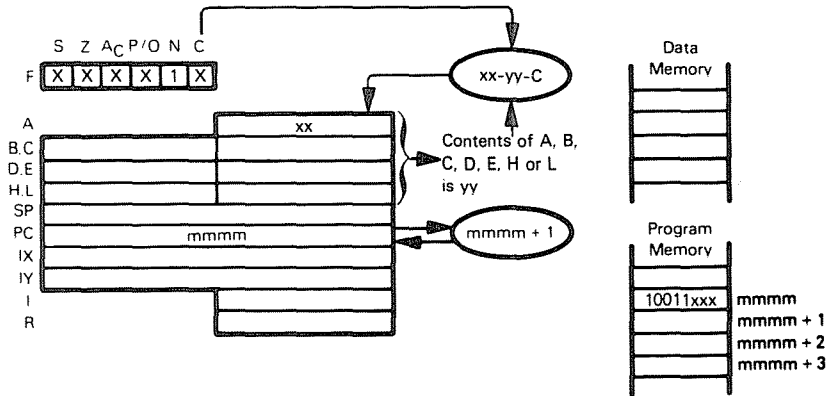 S Z AC P/O N C
F X X X X 1 X
xx-yy-C
Data
Memory
A xx
B.C
D.E
H.L
Contents of A, B,
C, D, E, H or L
is yy
SP
PC mmmm
mmmm + 1
IX
IY
I
R
Program
Memory
10011xxx mmmm
mmmm + 1
mmmm + 2
mmmm + 3